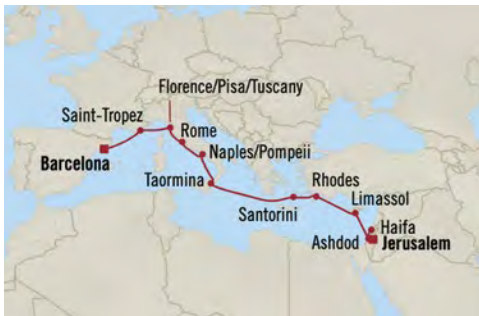 Florence/Pisa/Tuscany
Saint-Tropez
Rome
Barcelona
Naples/Pompeii
Taormina
Rhodes
Santorini
Limassol
Haifa
Ashdod
Jerusalem